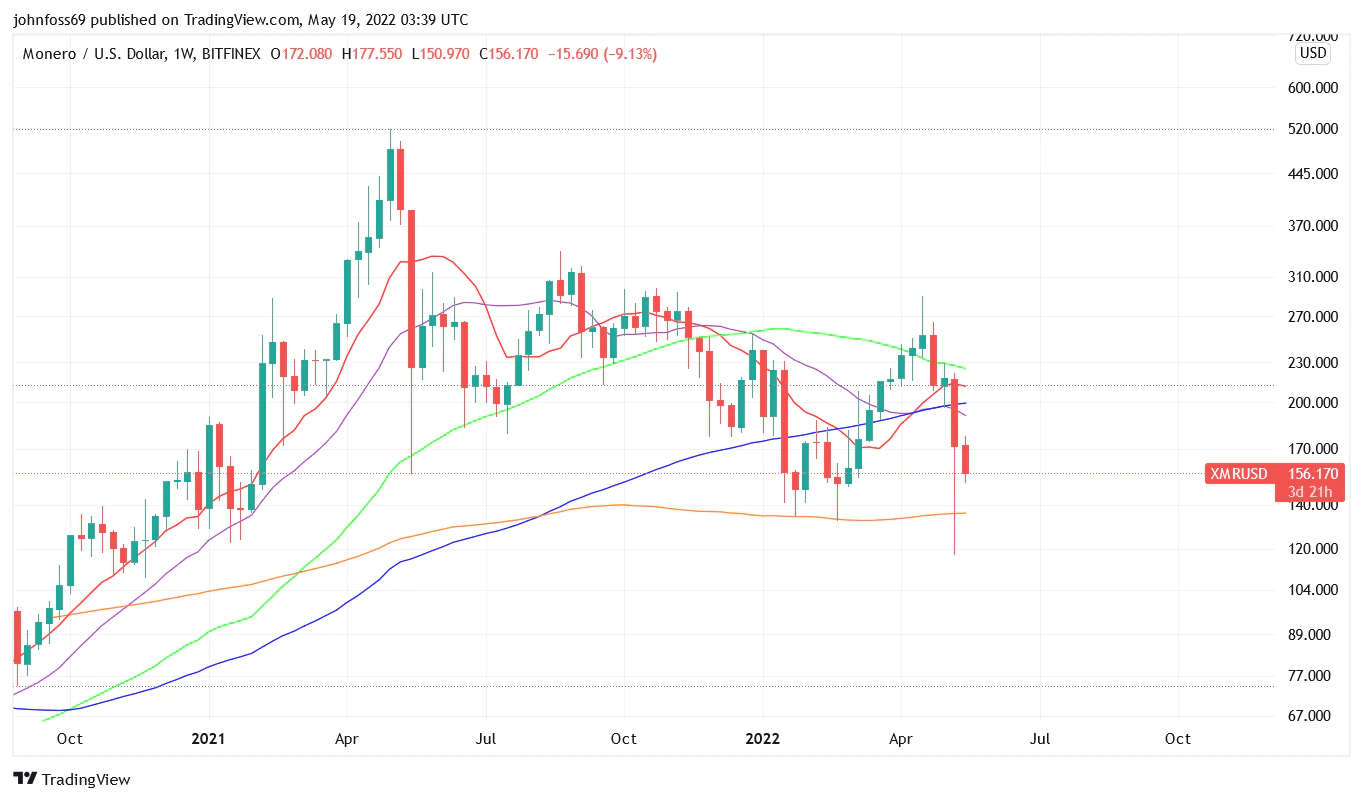 johnfoss69 published on TradingView.com, May 19, 2022 03:39 UTC
Monero / U.S. Dollar, 1W, BITFINEX O172.080 H177.550 L150.970 C156.170 −15.690 (−9.13%)
720.000
USD
600.000
520.000
445.000
370.000
310.000
270.000
230.000
200.000
170.000
XMRUSD 156.170
3d 21h
140.000
120.000
104.000
89.000
77.000
67.000
Oct 2021 Apr Jul Oct 2022 Apr Jul Oct
TradingView